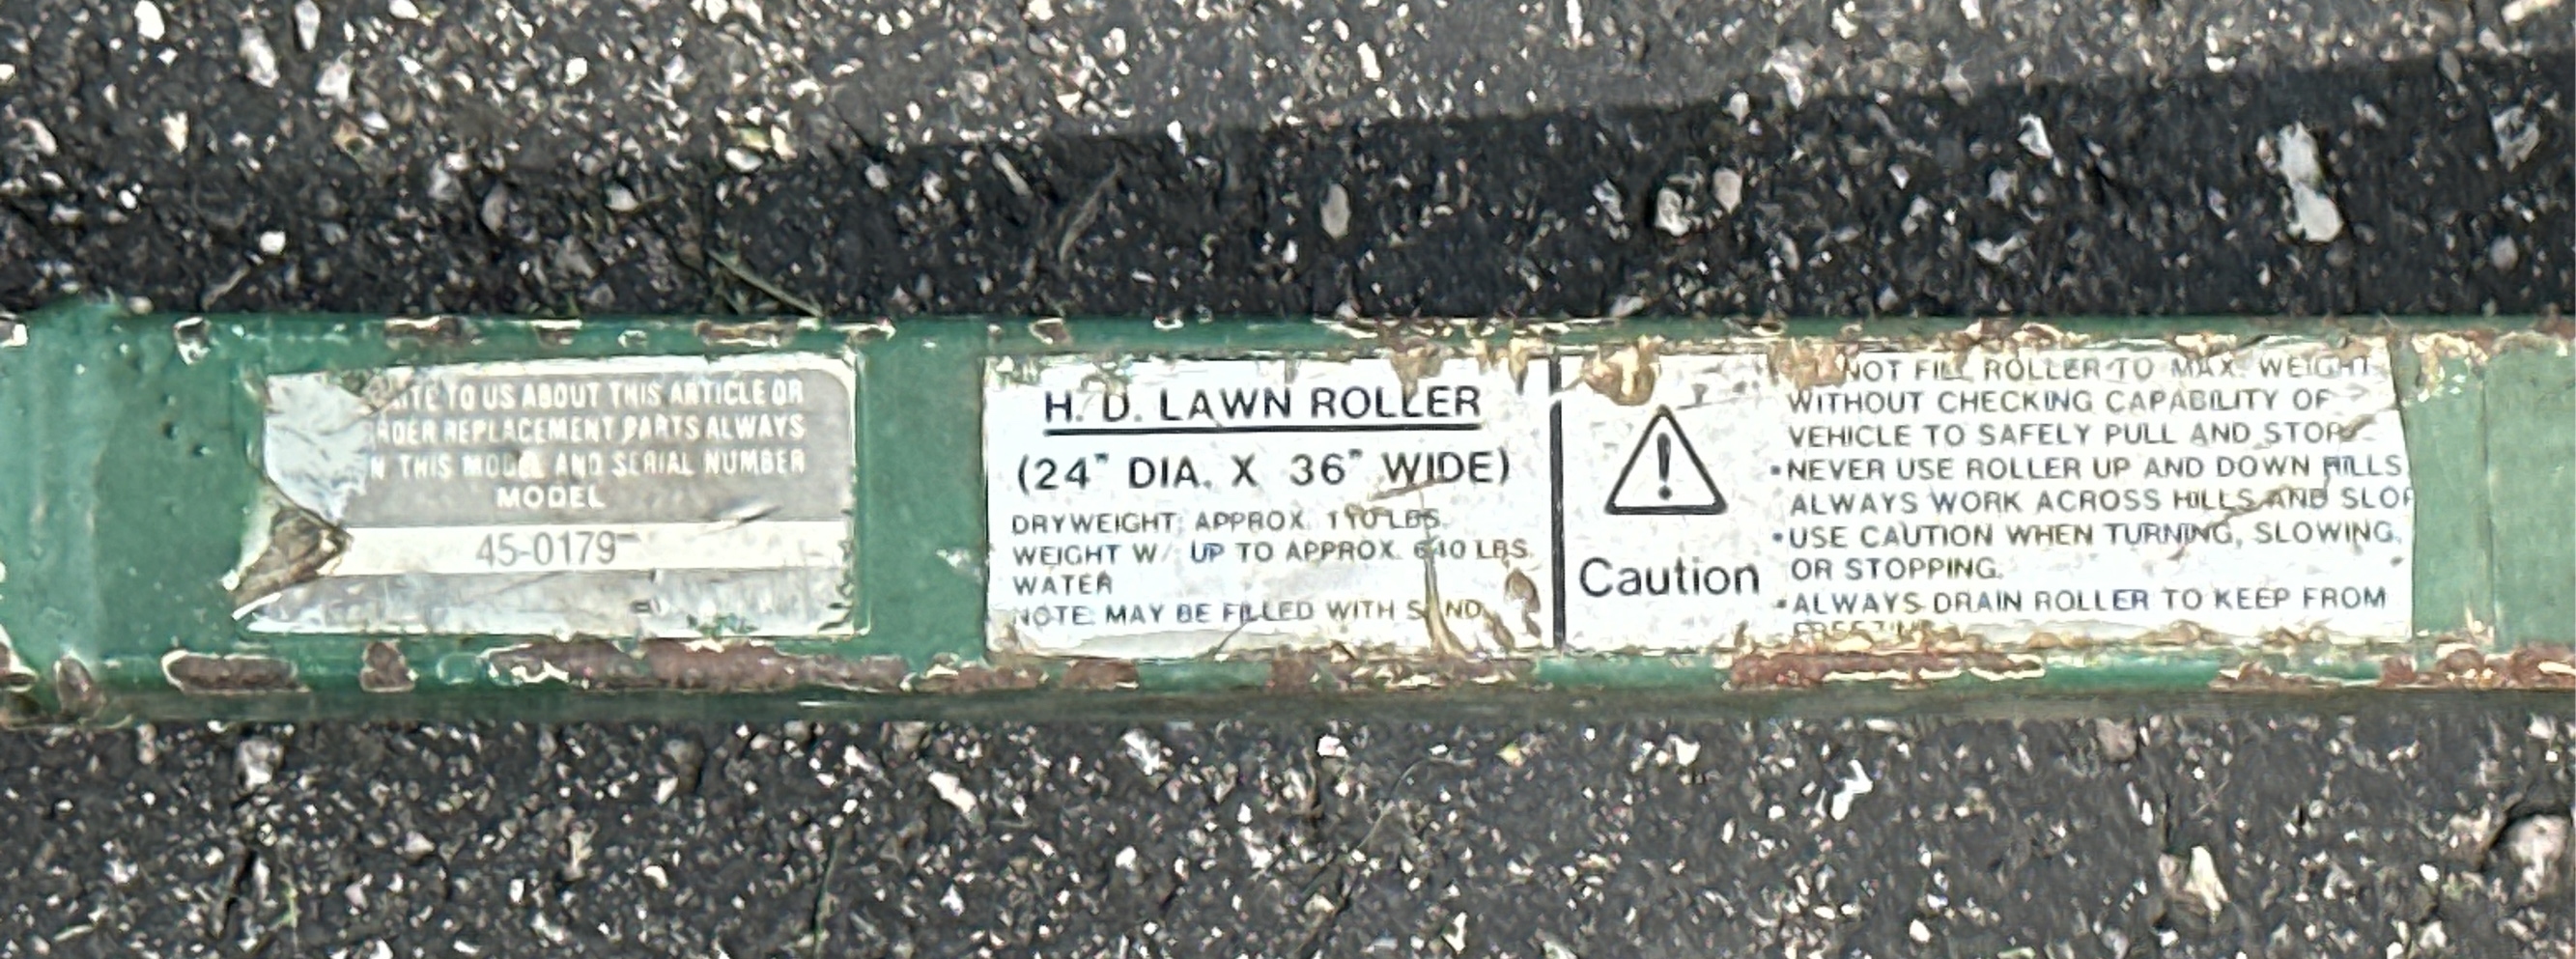 TO US ABOUT THIS ARTICLE OR
REPLACEMENT PARTS ALWAYS
THIS MODEL AND SERIAL NUMBER
MODEL
45-0179
H. D. LAWN ROLLER
(24" DIA. X 36" WIDE)
DRYWEIGHT: APPROX. 110 LBS.
WEIGHT W/ UP TO APPROX. 640 LBS.
WATER
NOTE: MAY BE FILLED WITH SAND.
Caution
NOT FILL ROLLER TO MAX. WEIGHT
WITHOUT CHECKING CAPABILITY OF
VEHICLE TO SAFELY PULL AND STOP.
•NEVER USE ROLLER UP AND DOWN HILLS
ALWAYS WORK ACROSS HILLS AND
•USE CAUTION WHEN TURNING, SLOWING,
OR STOPPING.
•ALWAYS DRAIN ROLLER TO KEEP FROM